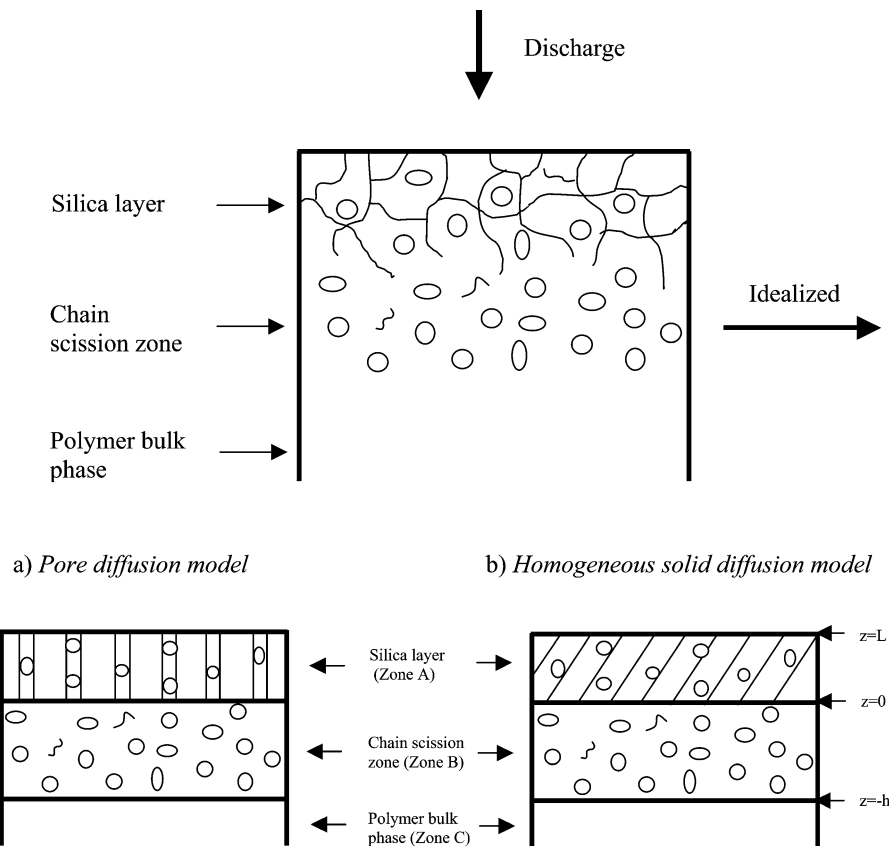 Discharge
Silica layer
Idealized
Chain
scission zone
Polymer bulk
phase
a) Pore diffusion model
b) Homogeneous solid diffusion model
z=L
Silica layer
(Zone A)
z=0
Chain scission
zone (Zone B)
z=-h
Polymer bulk
phase (Zone C)